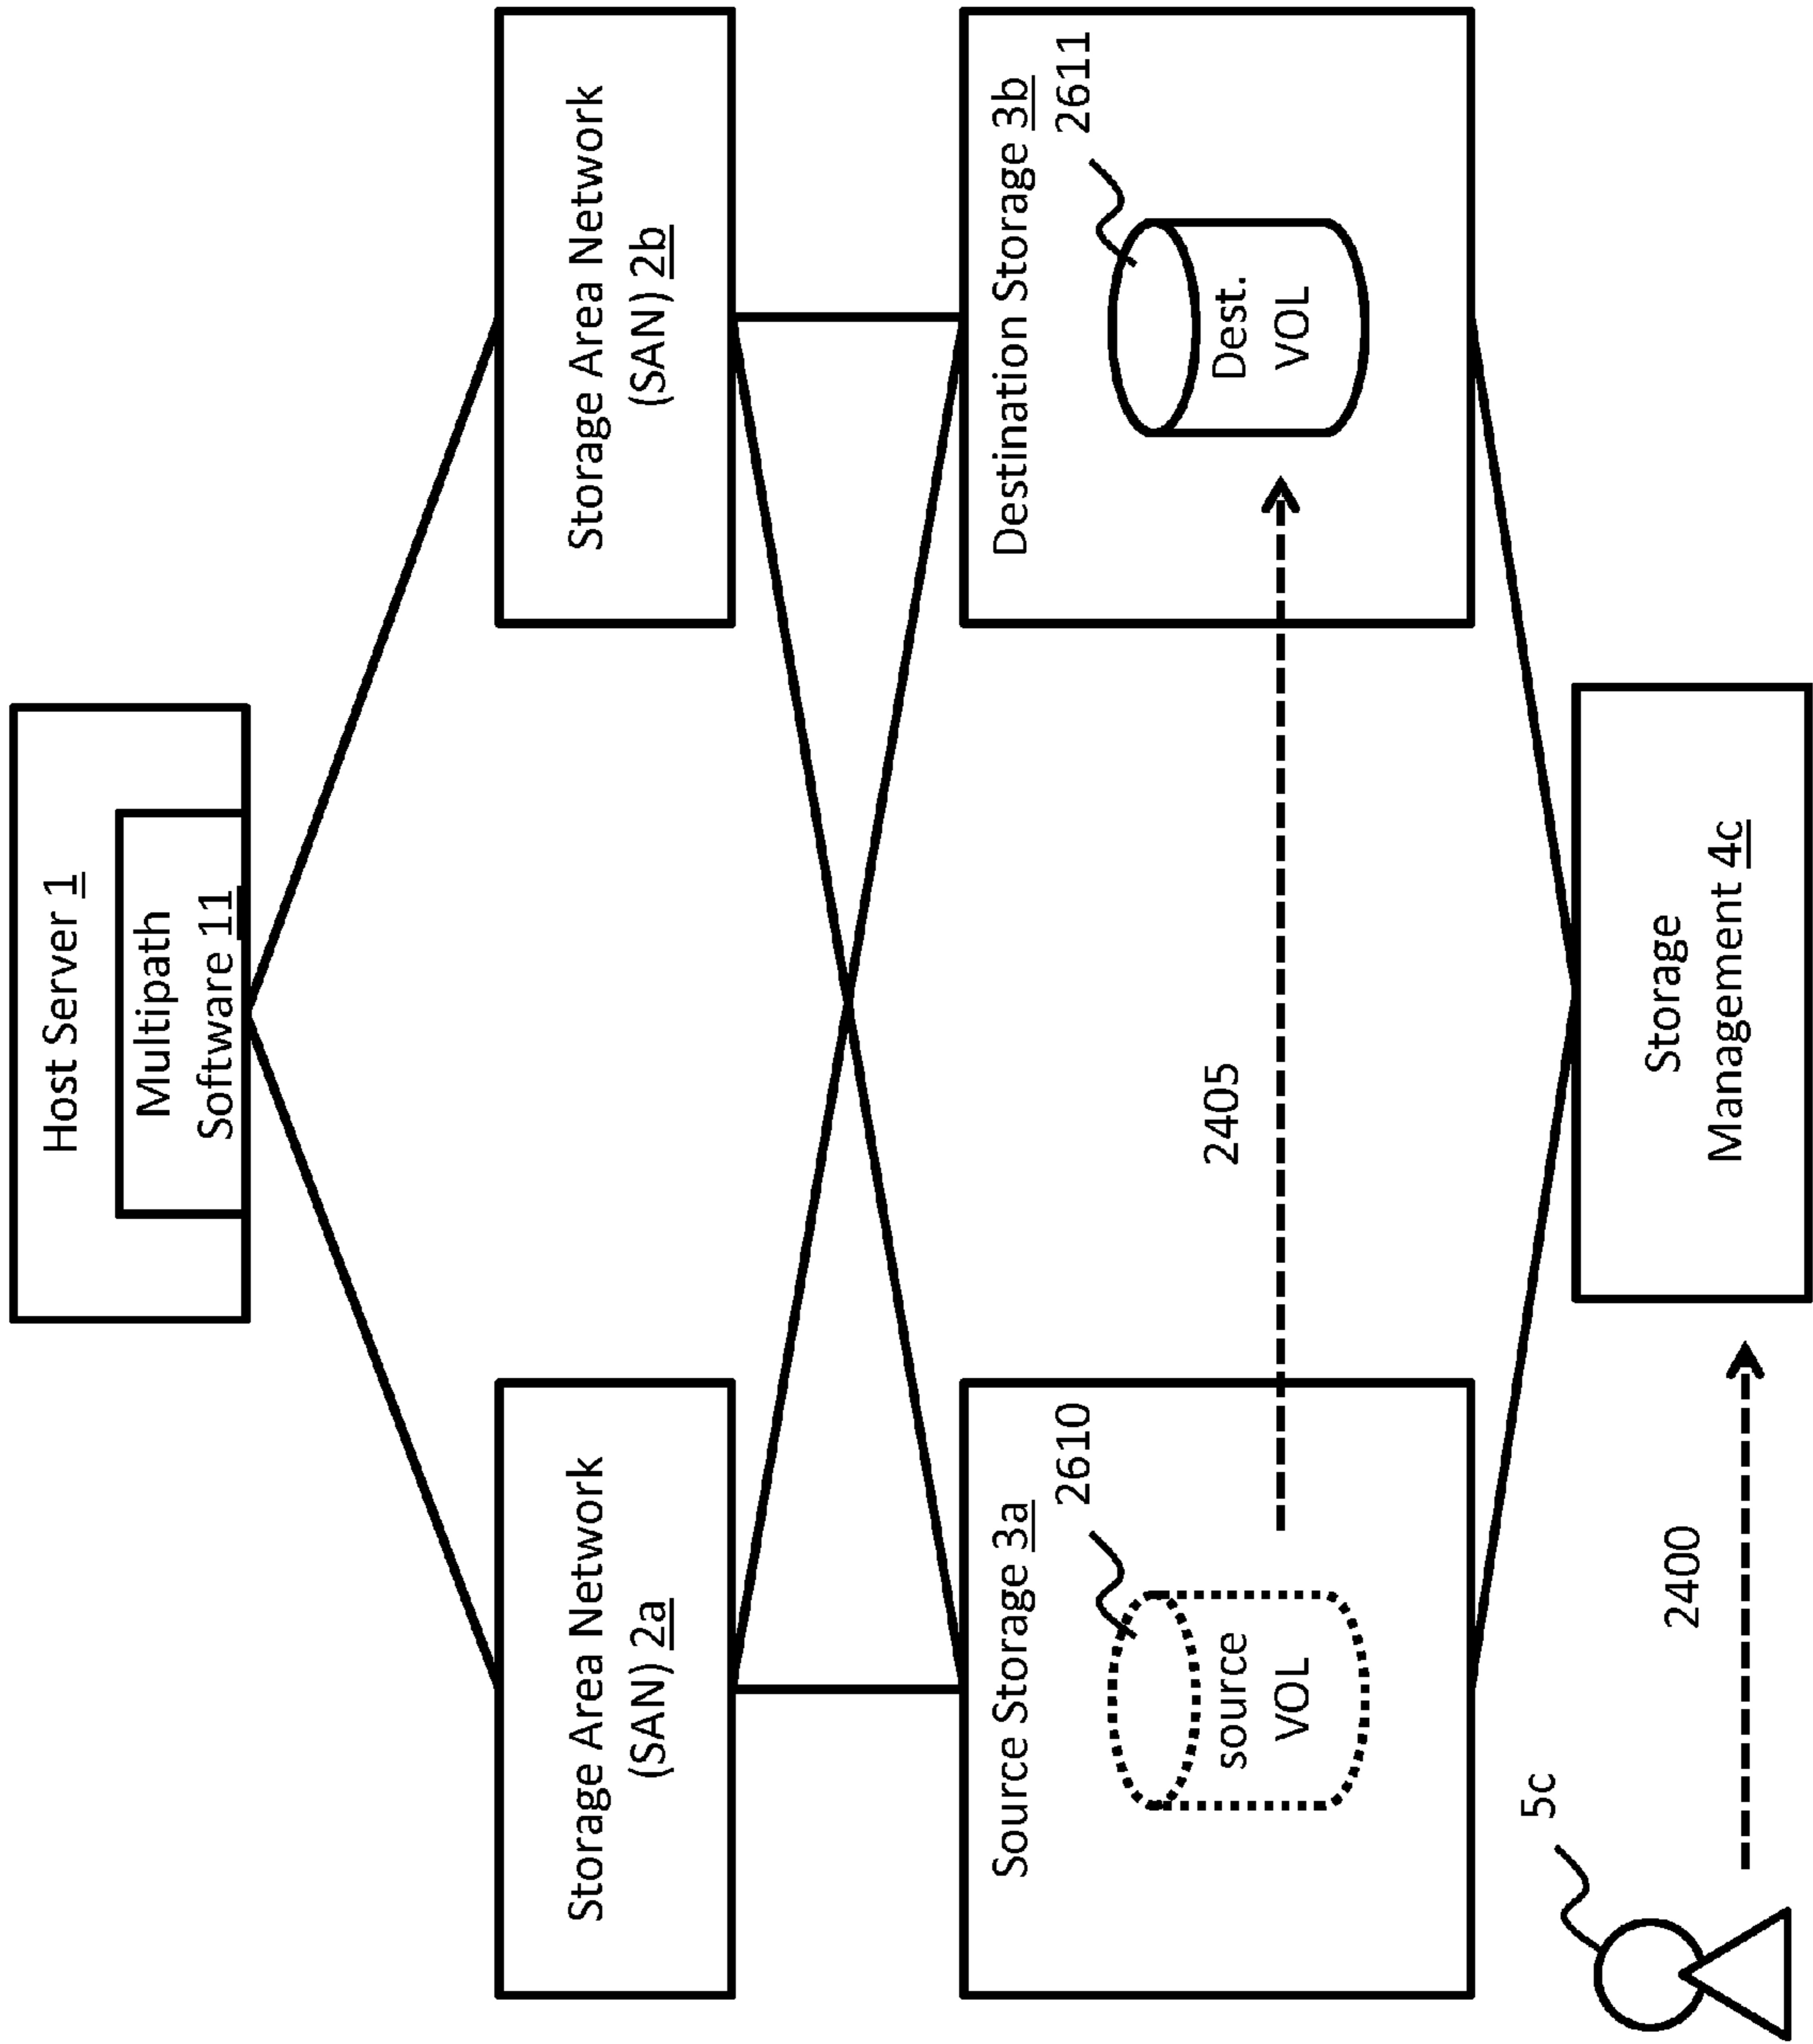 Host Server 1
Multipath
Software 11
Storage Area Network
(SAN) 2a
Storage Area Network
(SAN) 2b
Source Storage 3a
2610
source
VOL
2405
Destination Storage 3b
2611
Dest.
VOL
5c
2400
Storage
Management 4c